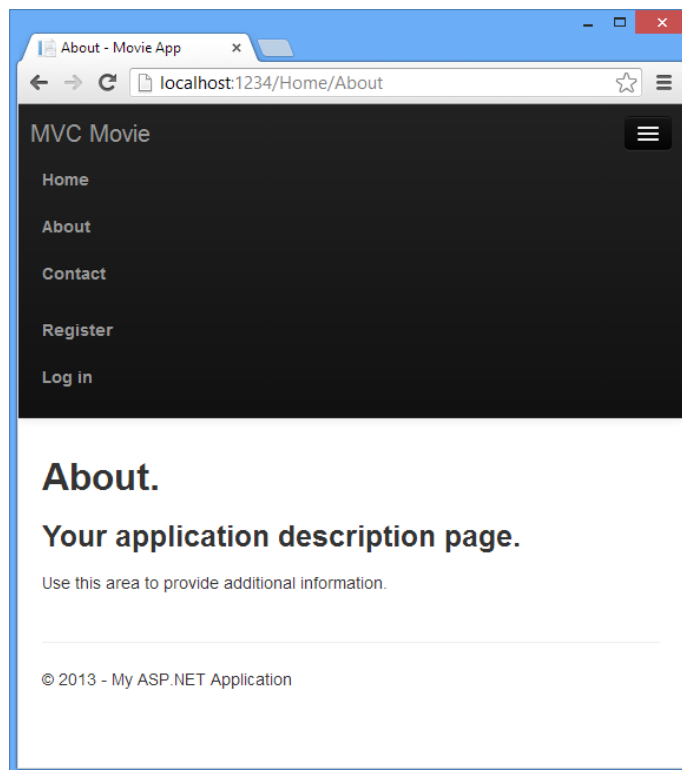 About - Movie App
localhost:1234/Home/About
MVC Movie
Home
About
Contact
Register
Log in
About.
Your application description page.
Use this area to provide additional information.
© 2013 - My ASP.NET Application